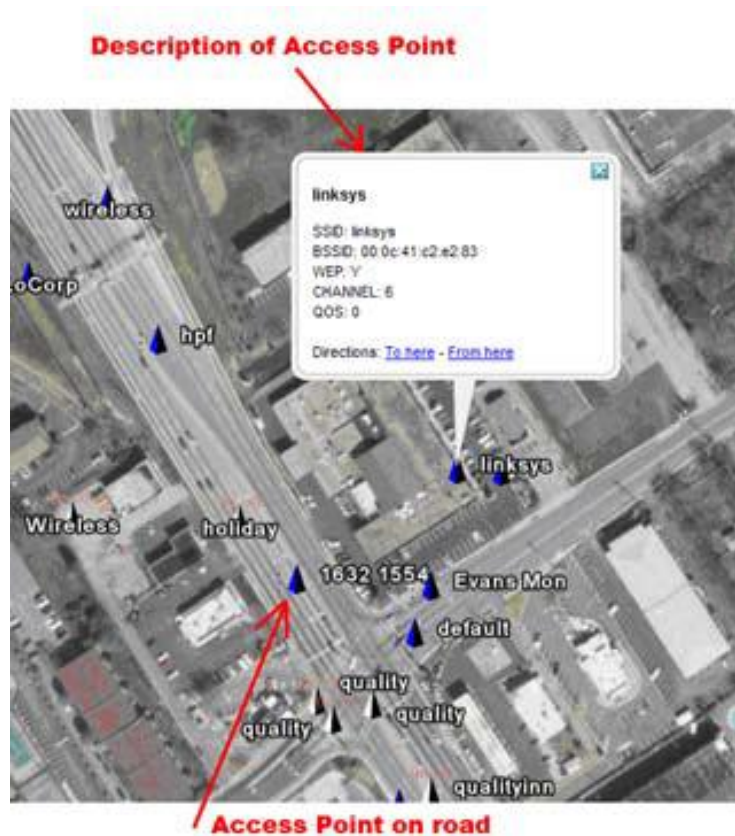 Description of Access Point
linksys
SSID: linksys
BSSID: 00:0c:41:c2:e2:83
WEP: Y
CHANNEL: 6
QOS: 0
Directions: To here - From here
wireless
oCorp
hpf
linksys
Wireless
holiday
1632 1554
Evans Mon
default
quality
quality
quality
qualityinn
Access Point on road